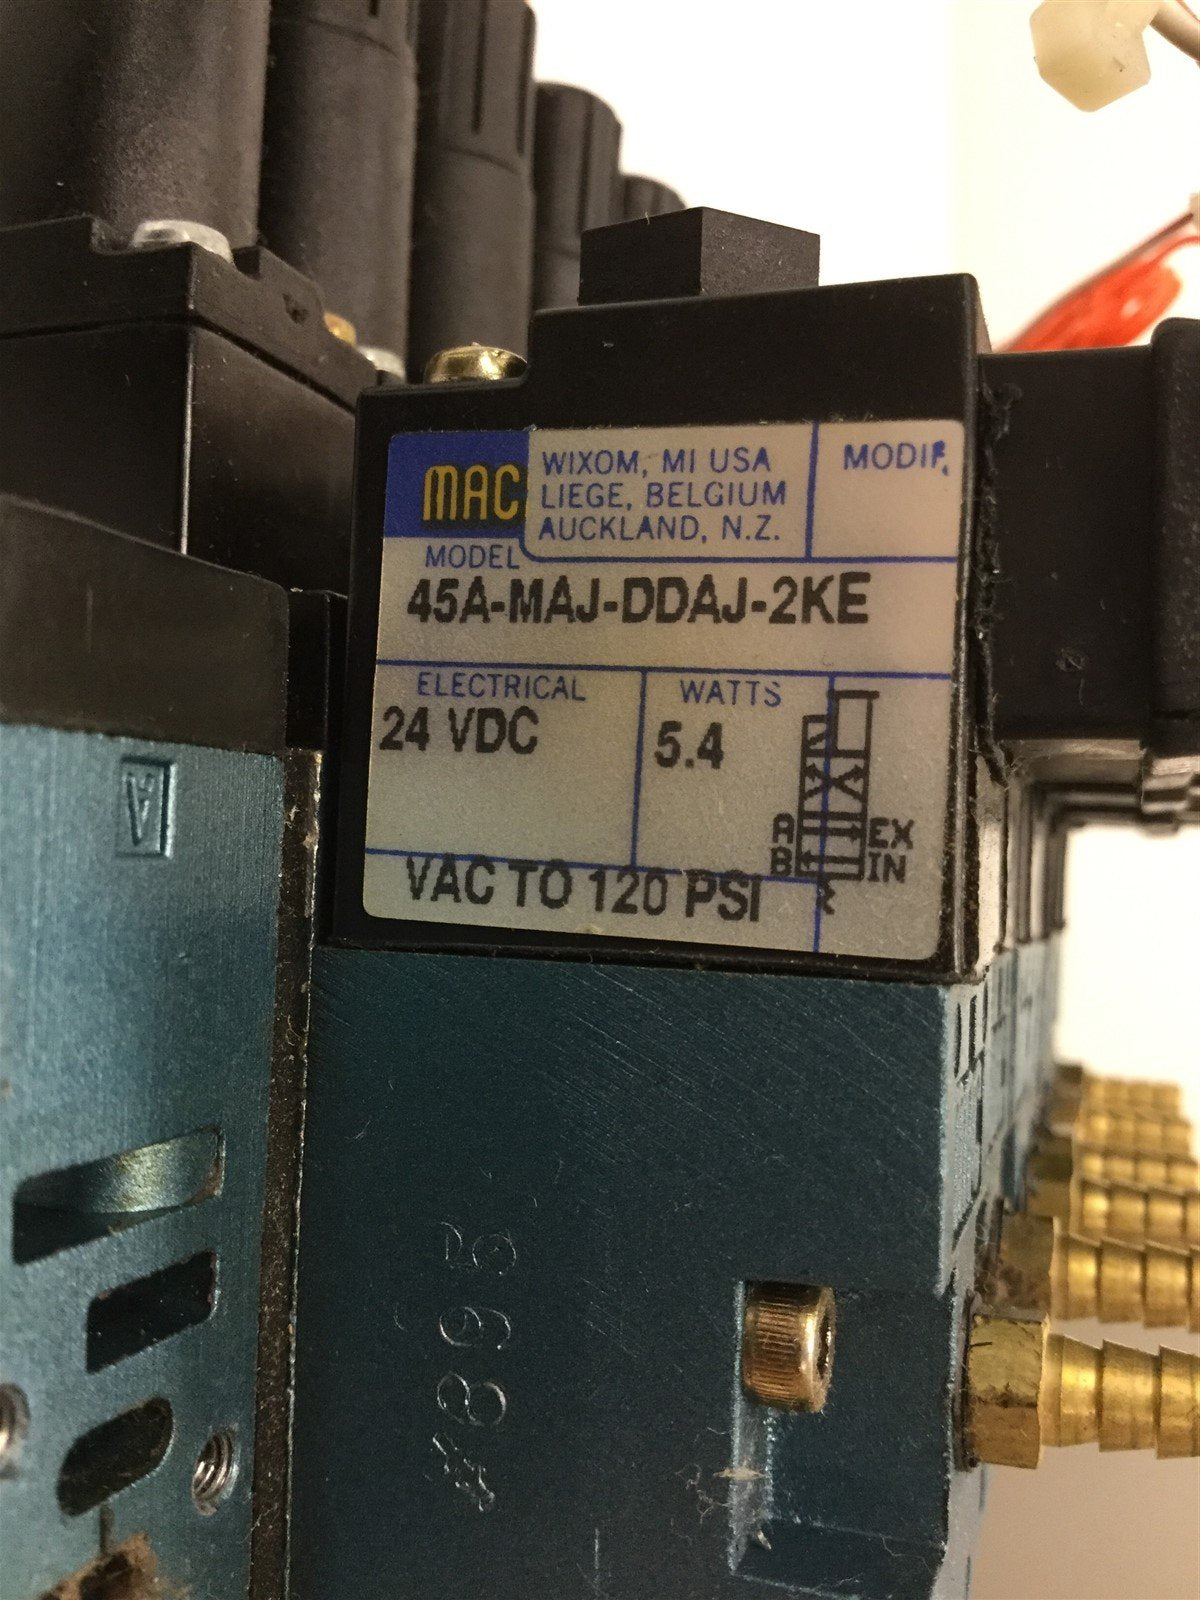 MAC
WIXOM, MI USA
LIEGE, BELGIUM
AUCKLAND, N.Z.
MODIF.
MODEL
45A-MAJ-DDAJ-2KE
ELECTRICAL
24 VDC
WATTS
5.4
A EX
B IN
VAC TO 120 PSI
A
#895